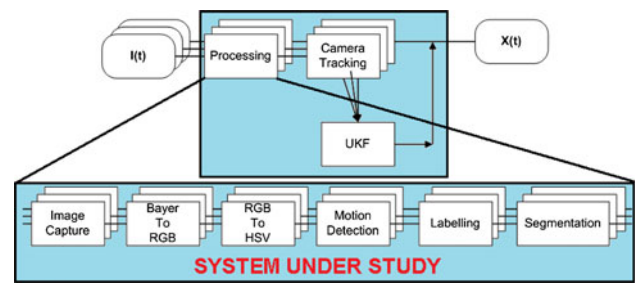 I(t)
Processing
Camera
Tracking
X(t)
UKF
Image
Capture
Bayer
To
RGB
RGB
To
HSV
Motion
Detection
Labelling
Segmentation
SYSTEM UNDER STUDY